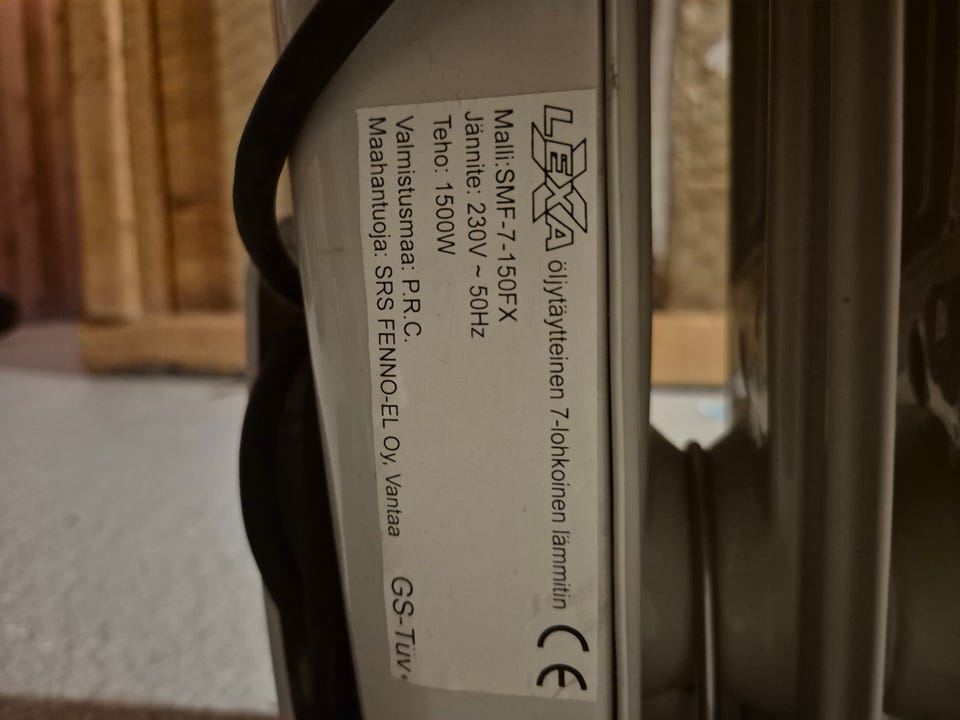 LEXA öljytäytteinen 7-lohkoinen lämmitin CE
Malli:SMF-7-150FX
Jännite: 230V ~ 50Hz
Teho: 1500W
Valmistusmaa: P.R.C.
Maahantuoja: SRS FENNO-EL Oy, Vantaa GS-Tüv.